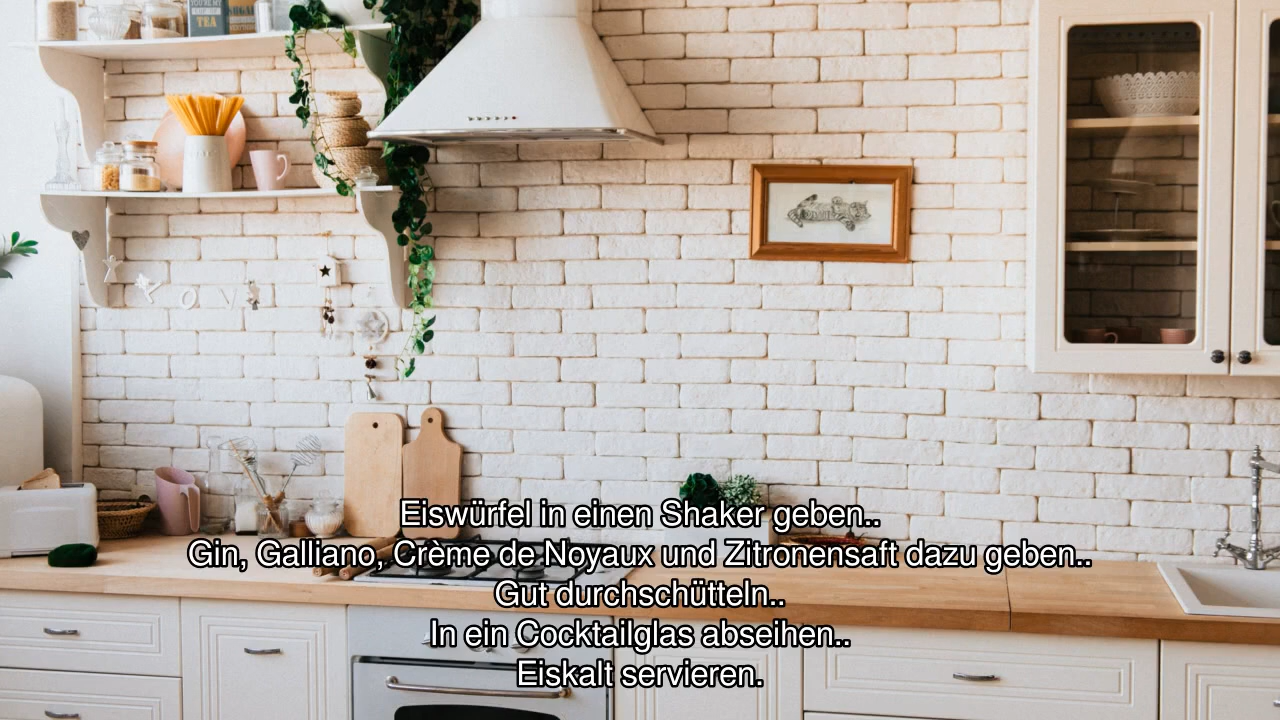 TEA
Eiswürfel in einen Shaker geben..
Gin, Galliano, Crème de Noyaux und Zitronensaft dazu geben..
Gut durchschütteln..
In ein Cocktailglas abseihen..
Eiskalt servieren.